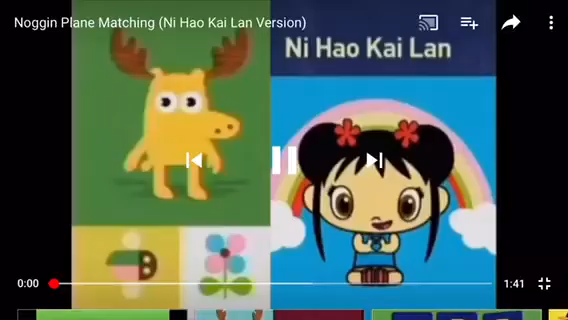 Noggin Plane Matching (Ni Hao Kai Lan Version)
Ni Hao Kai Lan
0:00
1:41